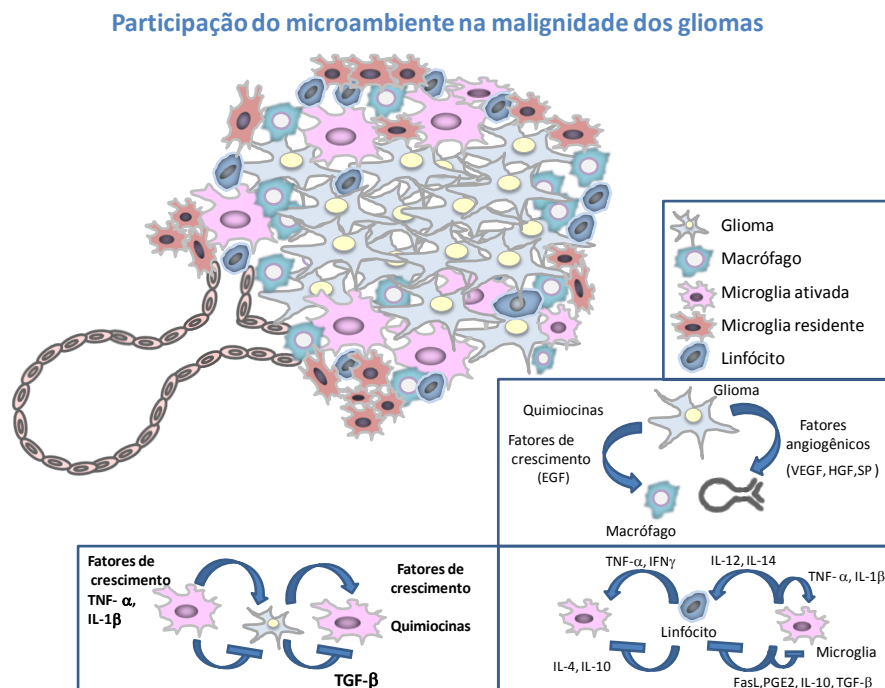 Participação do microambiente na malignidade dos gliomas
Glioma
Macrófago
Microglia ativada
Microglia residente
Linfócito
Glioma
Quimiocinas
Fatores de
crescimento
(EGF)
Fatores
angiogênicos
(VEGF, HGF,SP )
Macrófago
Fatores de
crescimento
TNF- α,
IL-1β
Fatores de
crescimento
Quimiocinas
TGF-β
TNF-α, IFNγ
IL-12, IL-14
TNF- α, IL-1β
Linfócito
Microglia
IL-4, IL-10
FasL,PGE2, IL-10, TGF-β